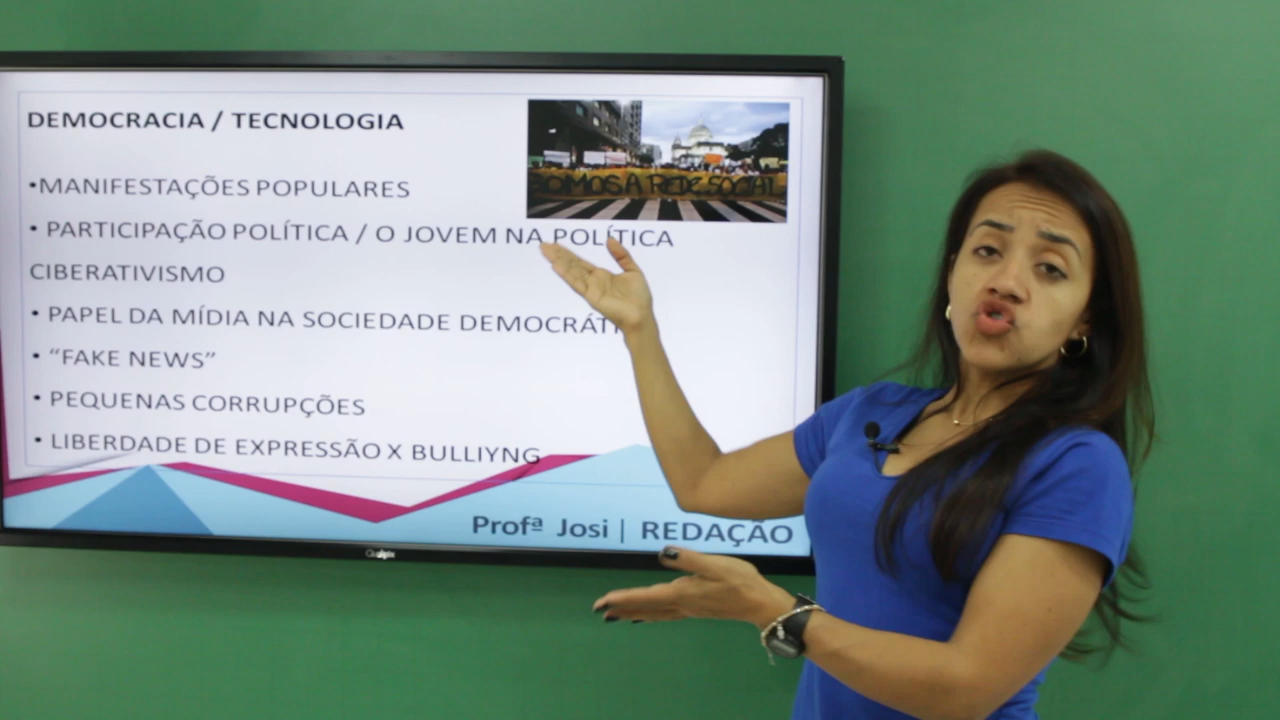 DEMOCRACIA / TECNOLOGIA
SOMOS A REDE SOCIAL
•MANIFESTAÇÕES POPULARES
• PARTICIPAÇÃO POLÍTICA / O JOVEM NA POLÍTICA
CIBERATIVISMO
• PAPEL DA MÍDIA NA SOCIEDADE DEMOCRÁTI
• “FAKE NEWS”
• PEQUENAS CORRUPÇÕES
• LIBERDADE DE EXPRESSÃO X BULLIYNG
Profª Josi | REDAÇÃO